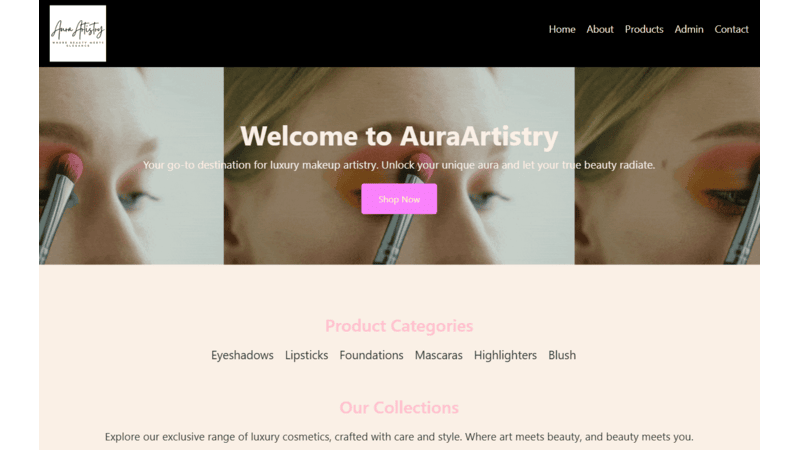 Aura Artistry
WHERE BEAUTY MEETS
ELEGANCE
Home About Products Admin Contact
Welcome to AuraArtistry
Your go-to destination for luxury makeup artistry. Unlock your unique aura and let your true beauty radiate.
Shop Now
Product Categories
Eyeshadows Lipsticks Foundations Mascaras Highlighters Blush
Our Collections
Explore our exclusive range of luxury cosmetics, crafted with care and style. Where art meets beauty, and beauty meets you.